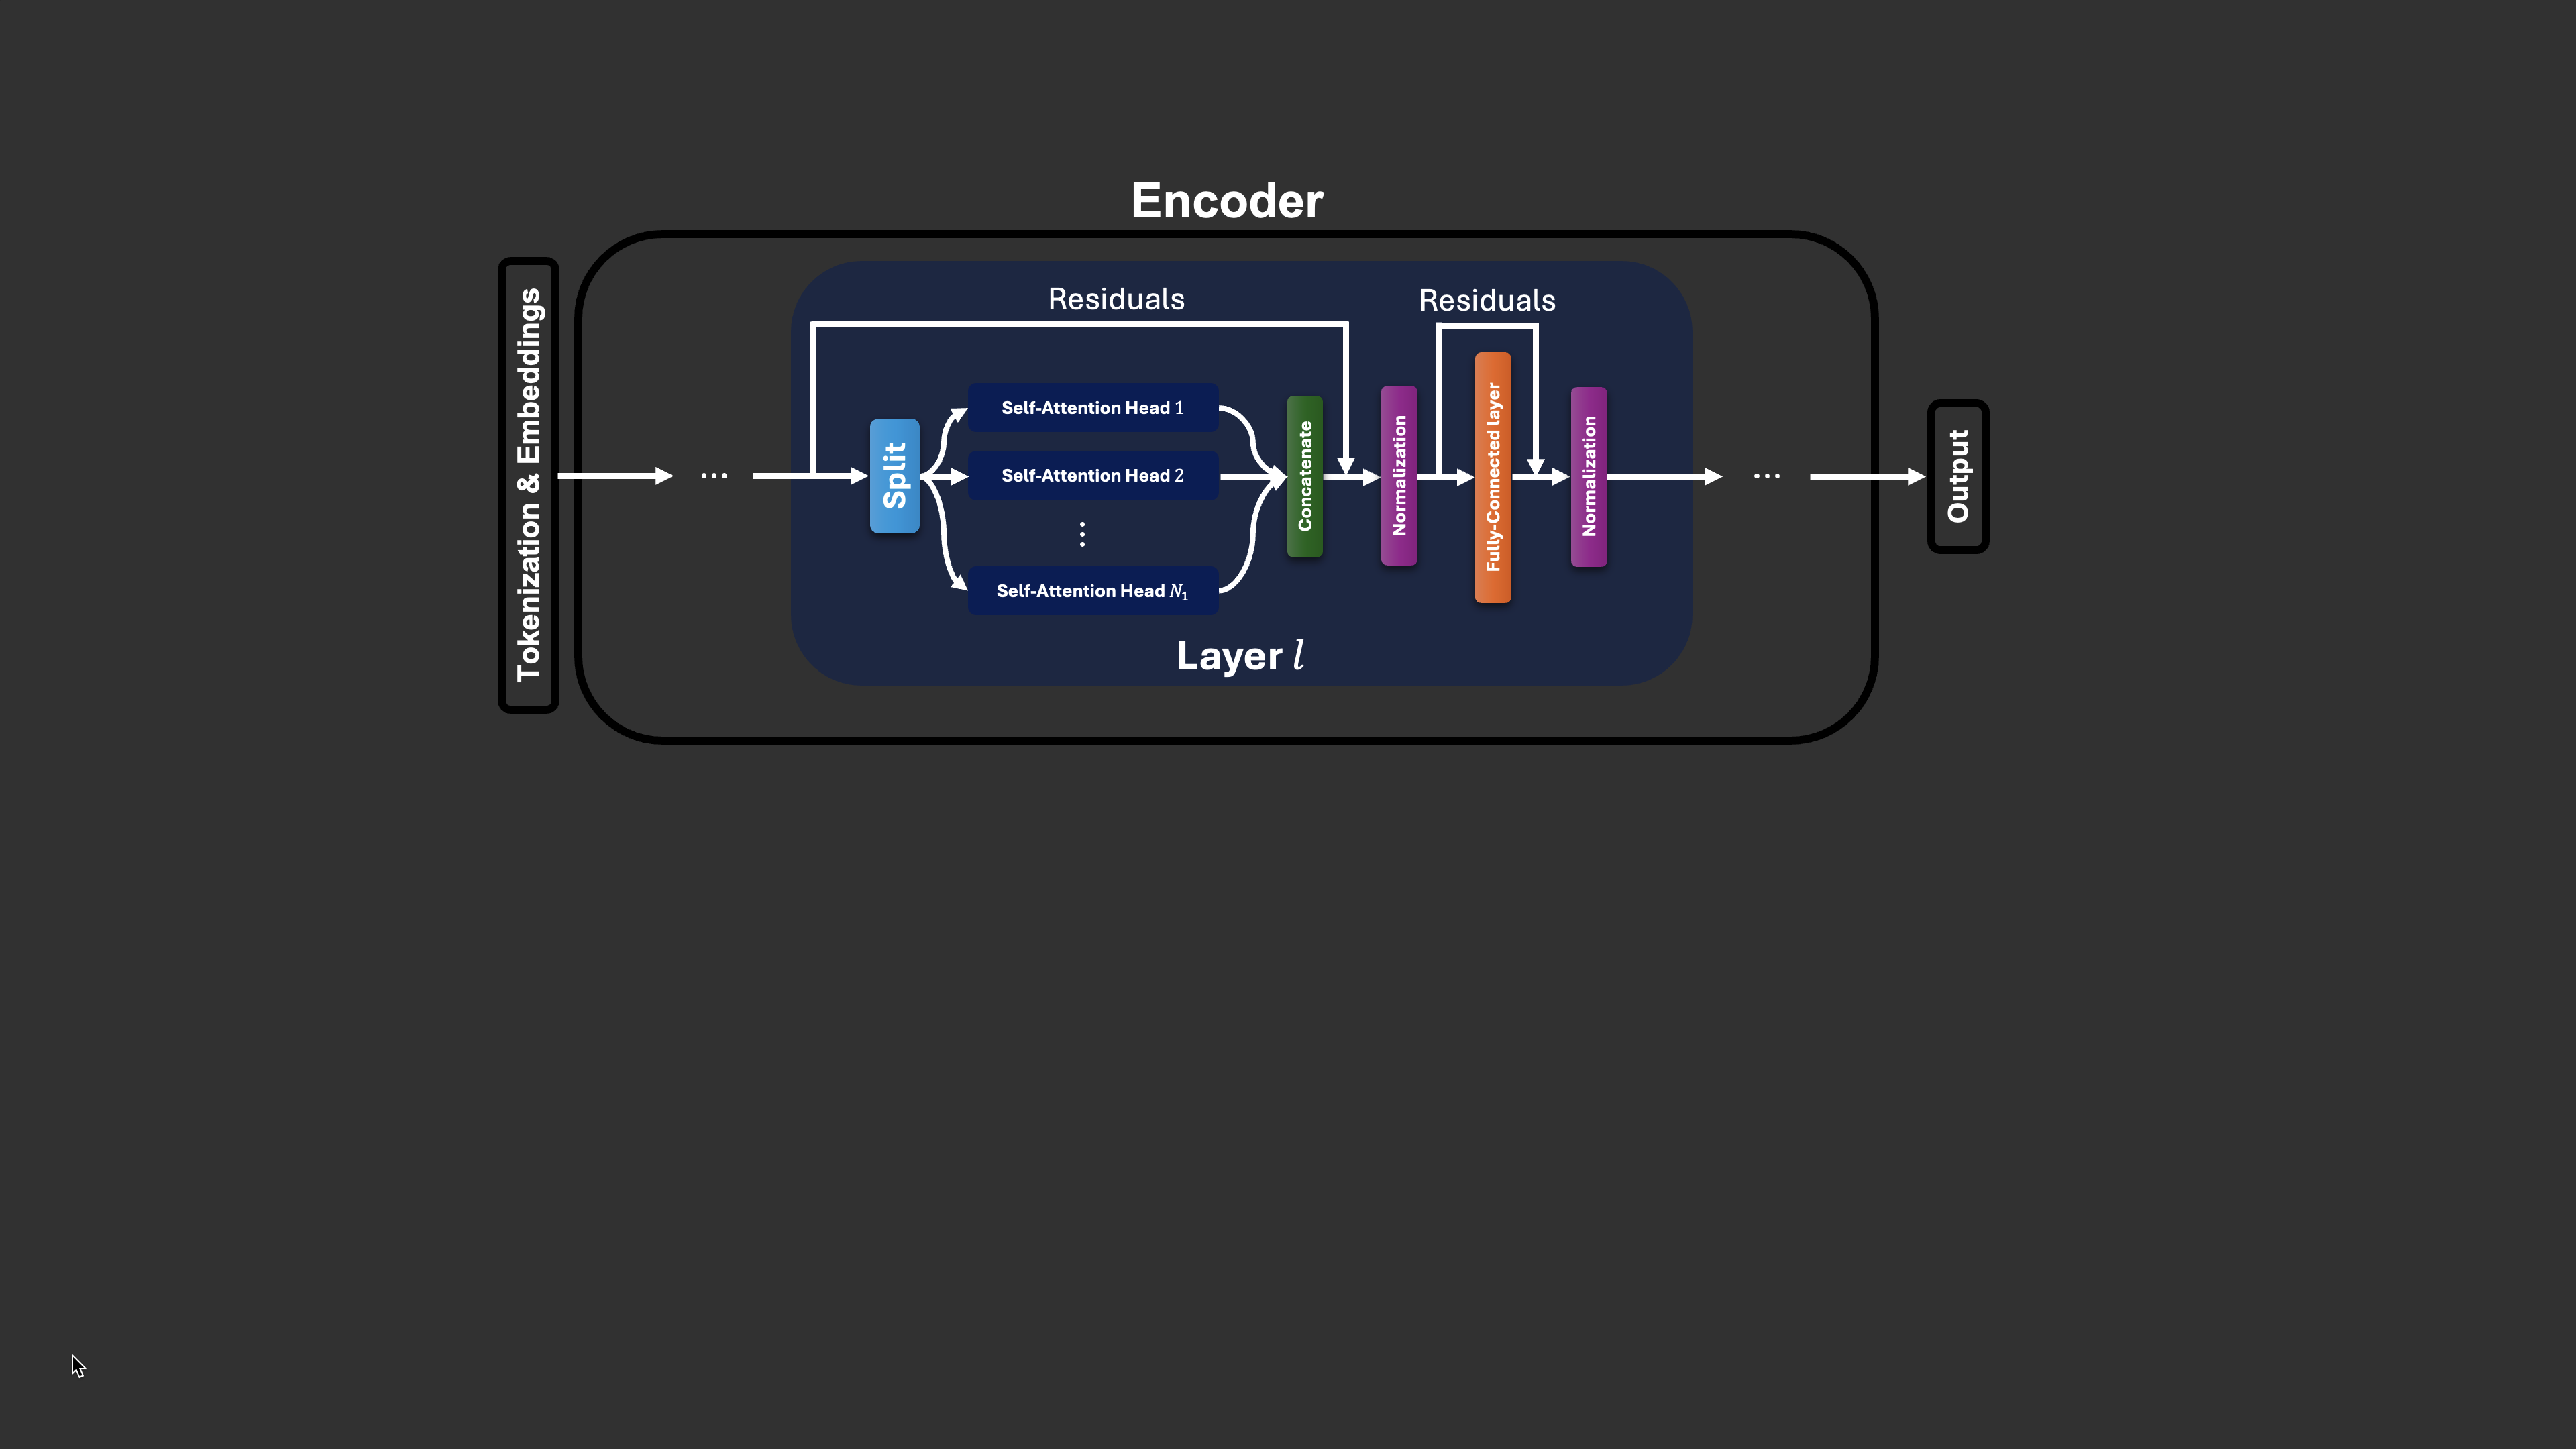 Encoder
Tokenization & Embeddings
Residuals
Residuals
Split
Self-Attention Head 1
Self-Attention Head 2
⋮
Self-Attention Head N₁
Concatenate
Normalization
Fully-Connected layer
Normalization
...
...
Output
Layer l